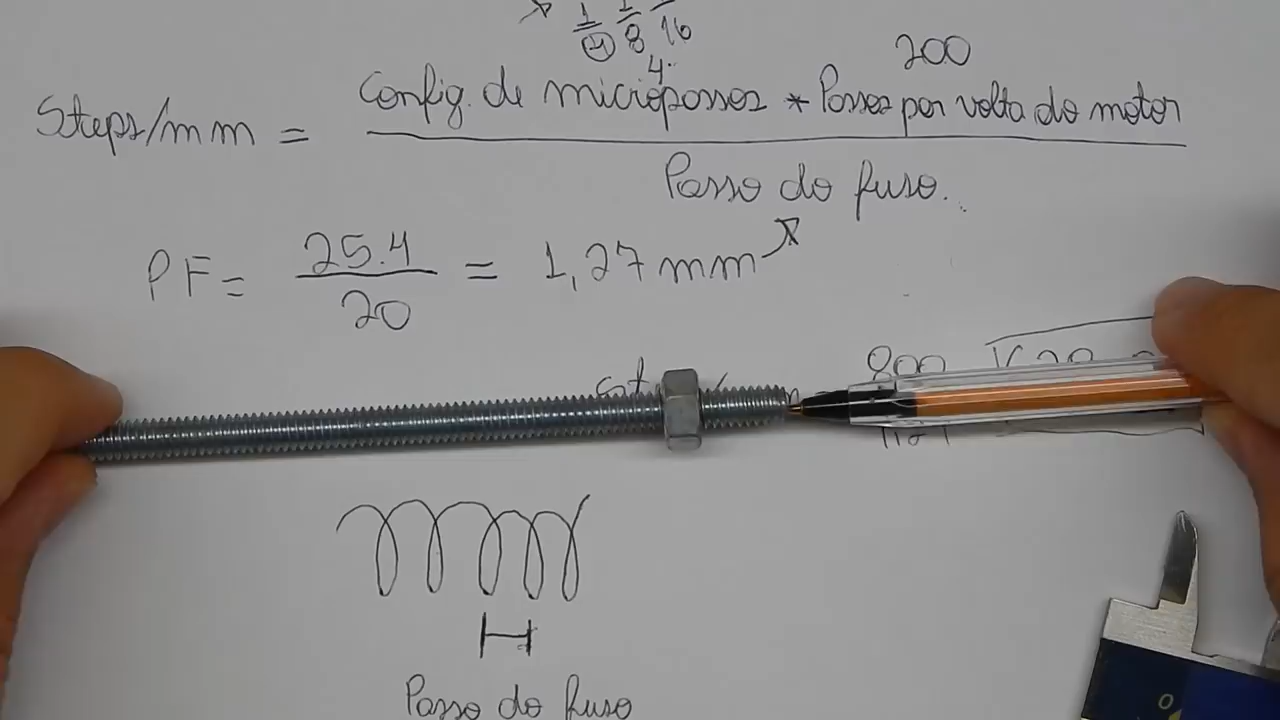 1/4 1/8 16
4
200
Steps/mm = Config. de micropassos * Passos por volta do motor
Passo do fuso.
PF = 25.4 / 20 = 1,27 mm
800
Passo do fuso